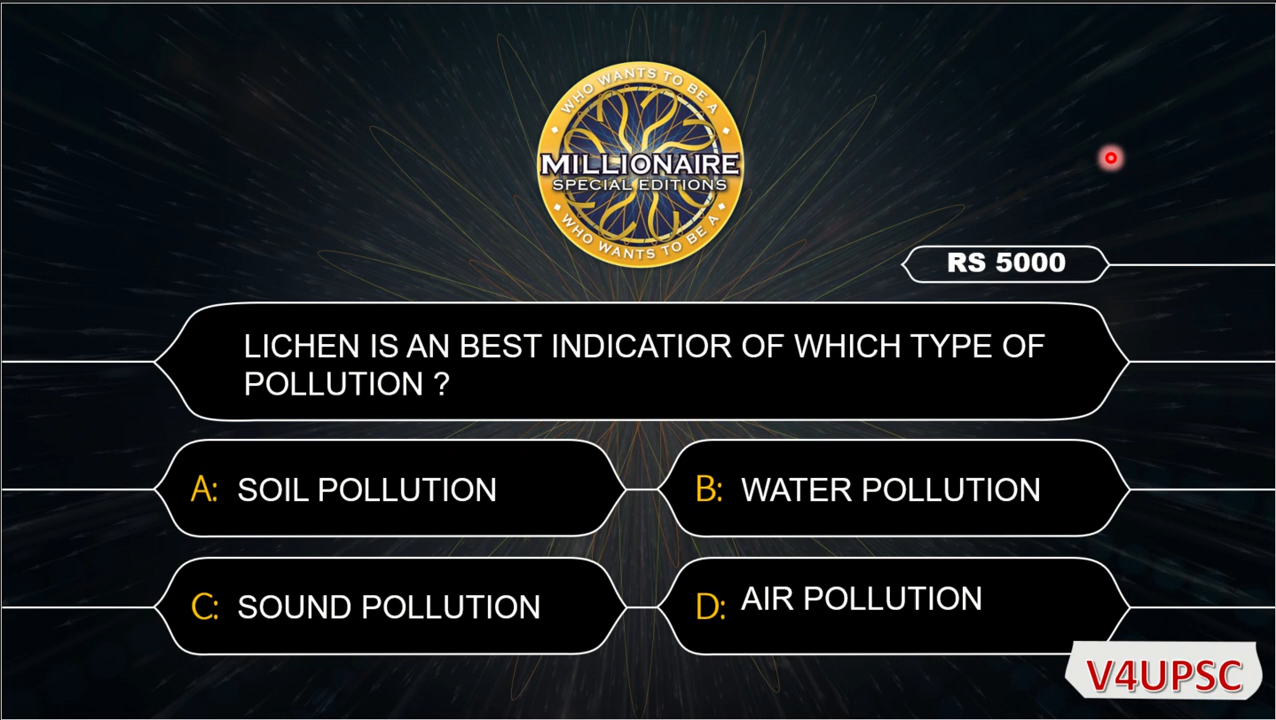 WHO WANTS TO BE A
MILLIONAIRE
SPECIAL EDITIONS
WHO WANTS TO BE A
RS 5000
LICHEN IS AN BEST INDICATIOR OF WHICH TYPE OF
POLLUTION ?
A: SOIL POLLUTION
B: WATER POLLUTION
C: SOUND POLLUTION
D: AIR POLLUTION
V4UPSC